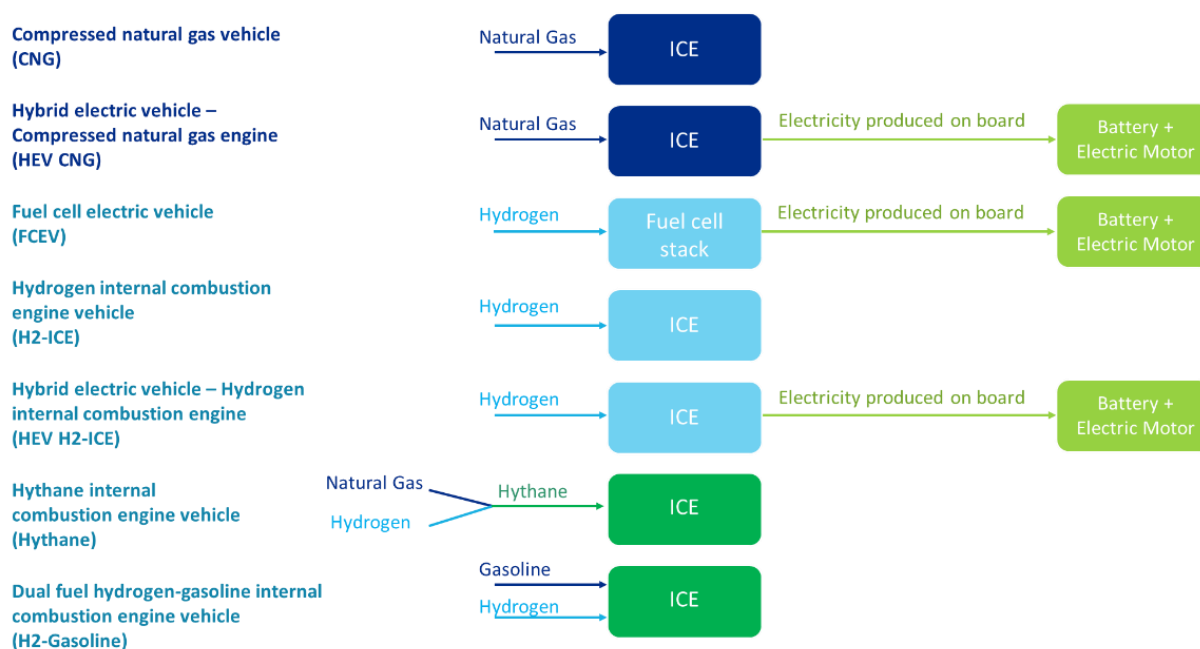 Compressed natural gas vehicle
(CNG)
Natural Gas
ICE
Hybrid electric vehicle –
Compressed natural gas engine
(HEV CNG)
Natural Gas
ICE
Electricity produced on board
Battery +
Electric Motor
Fuel cell electric vehicle
(FCEV)
Hydrogen
Fuel cell
stack
Electricity produced on board
Battery +
Electric Motor
Hydrogen internal combustion
engine vehicle
(H2-ICE)
Hydrogen
ICE
Hybrid electric vehicle – Hydrogen
internal combustion engine
(HEV H2-ICE)
Hydrogen
ICE
Electricity produced on board
Battery +
Electric Motor
Hythane internal
combustion engine vehicle
(Hythane)
Natural Gas
Hydrogen
Hythane
ICE
Dual fuel hydrogen-gasoline internal
combustion engine vehicle
(H2-Gasoline)
Gasoline
Hydrogen
ICE